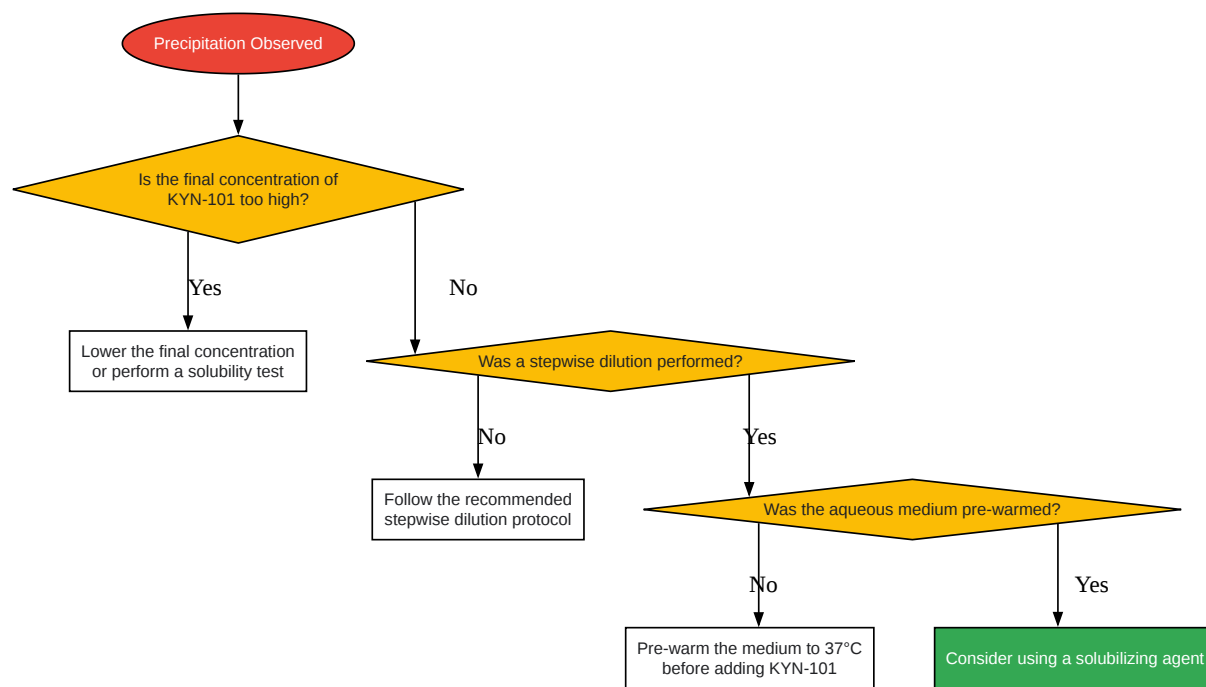 Precipitation Observed
Is the final concentration of
KYN-101 too high?
Yes
No
Lower the final concentration
or perform a solubility test
Was a stepwise dilution performed?
No
Yes
Follow the recommended
stepwise dilution protocol
Was the aqueous medium pre-warmed?
No
Yes
Pre-warm the medium to 37°C
before adding KYN-101
Consider using a solubilizing agent